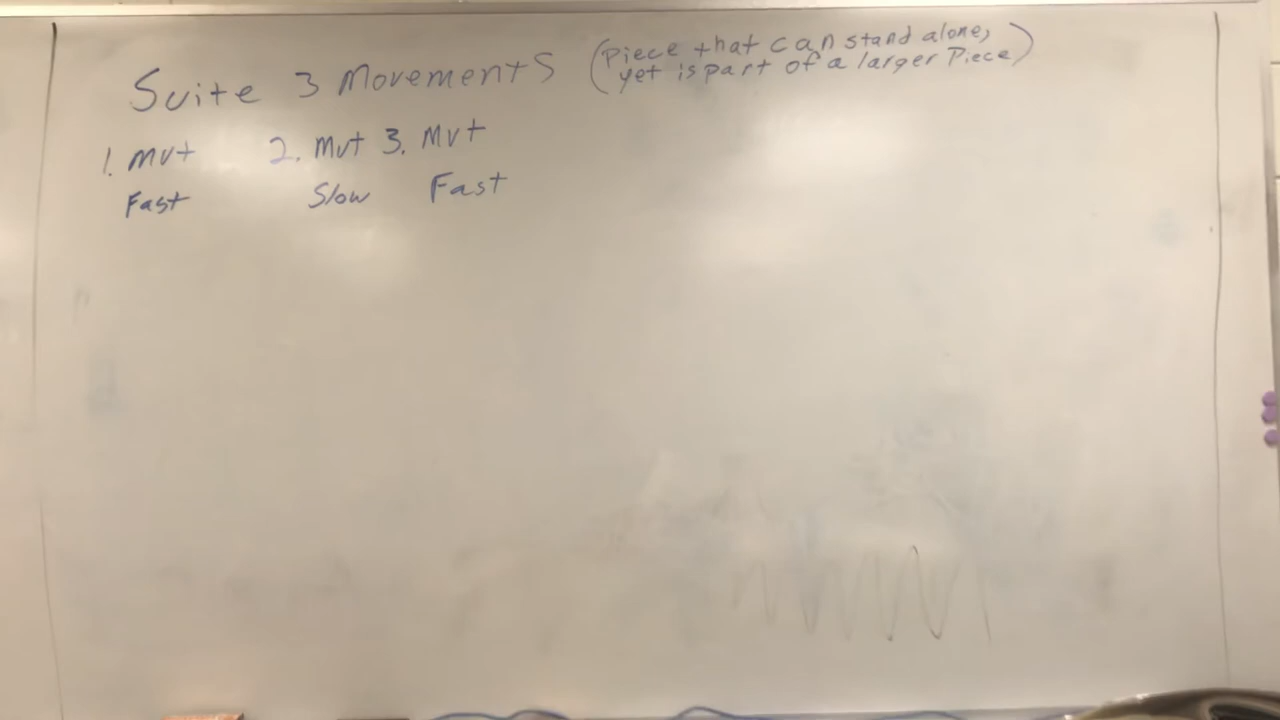 Suite 3 Movements (Piece that can stand alone,
yet is part of a larger Piece)
1. Mvt 2. Mvt 3. Mvt
Fast Slow Fast